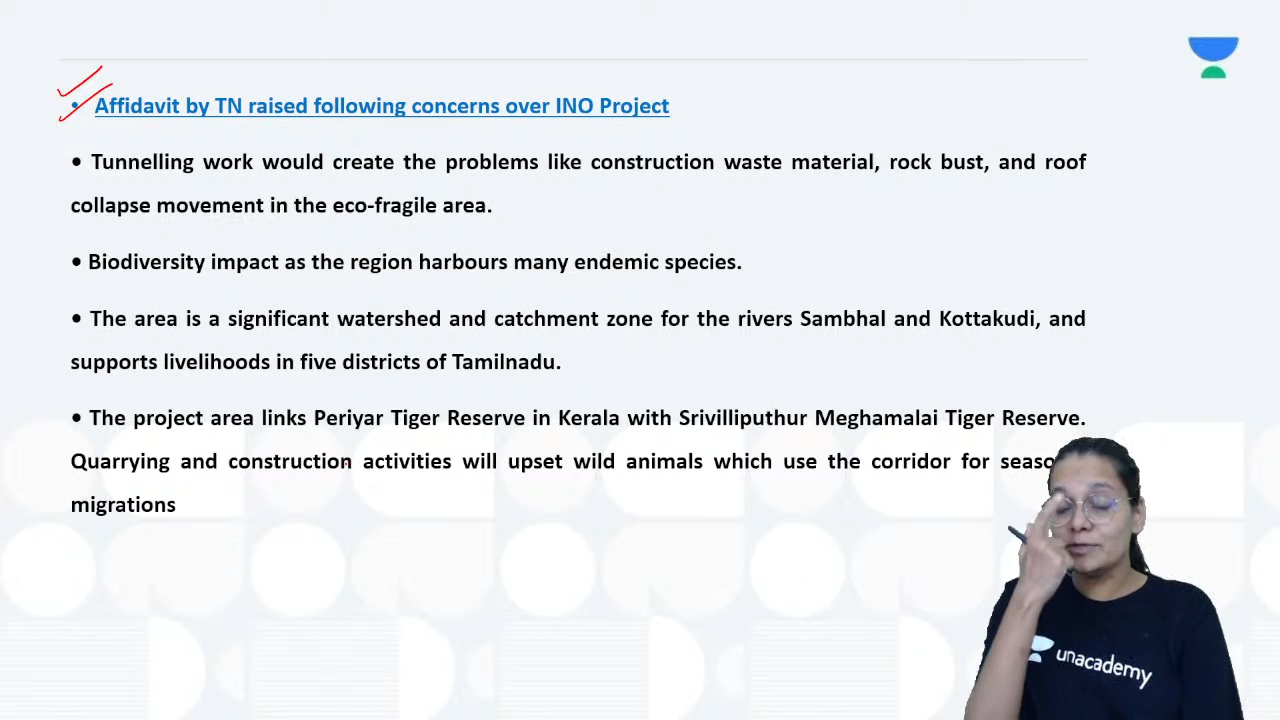 • Affidavit by TN raised following concerns over INO Project
• Tunnelling work would create the problems like construction waste material, rock bust, and roof
collapse movement in the eco-fragile area.
• Biodiversity impact as the region harbours many endemic species.
• The area is a significant watershed and catchment zone for the rivers Sambhal and Kottakudi, and
supports livelihoods in five districts of Tamilnadu.
• The project area links Periyar Tiger Reserve in Kerala with Srivilliputhur Meghamalai Tiger Reserve.
Quarrying and construction activities will upset wild animals which use the corridor for
migrations
unacademy